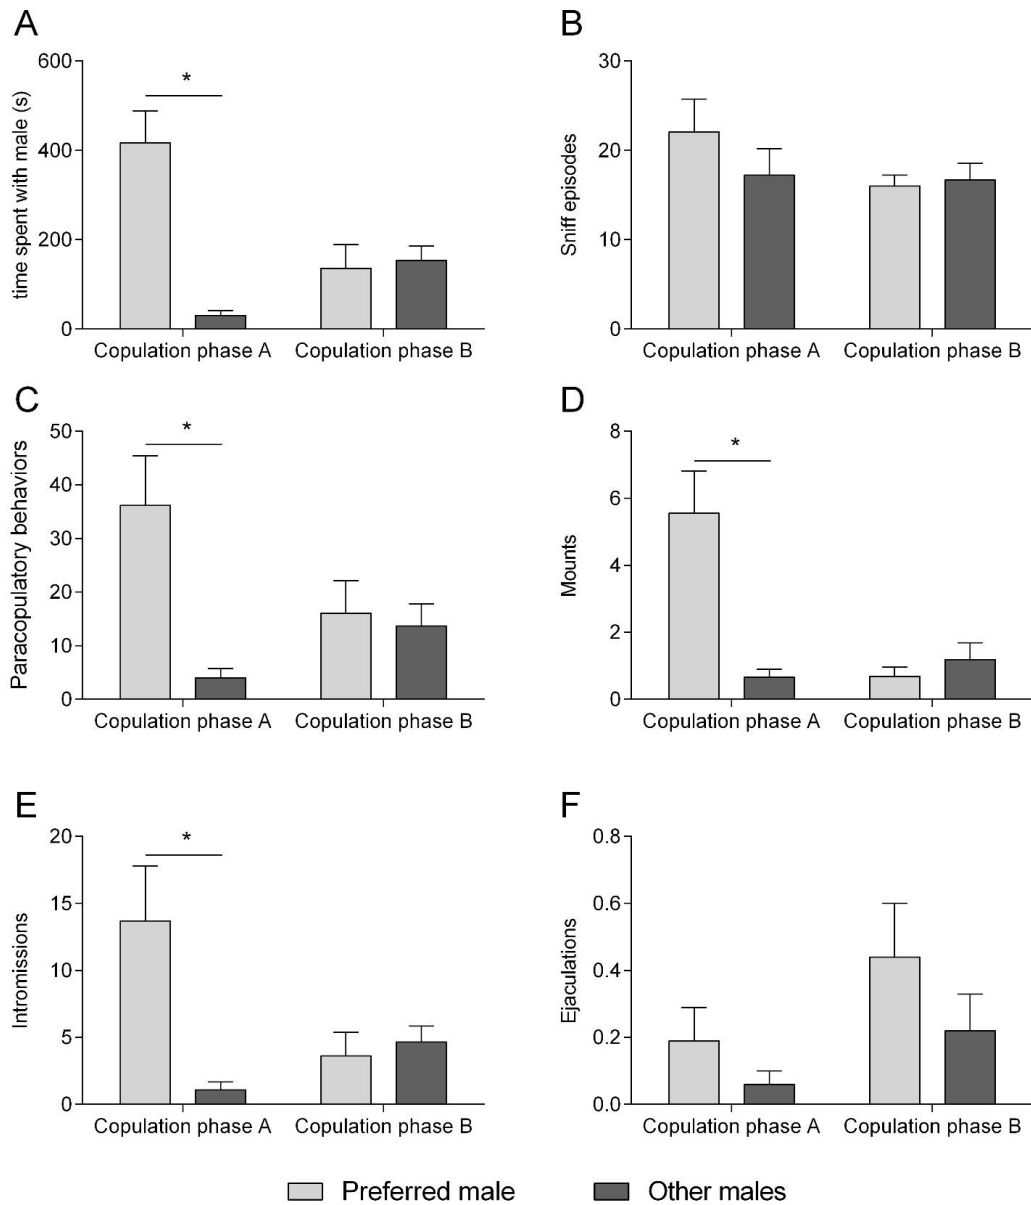 A
time spent with male (s)
600
400
200
0
*
Copulation phase A
Copulation phase B
B
Sniff episodes
30
20
10
0
Copulation phase A
Copulation phase B
C
Paracopulatory behaviors
50
40
30
20
10
0
*
Copulation phase A
Copulation phase B
D
Mounts
8
6
4
2
0
*
Copulation phase A
Copulation phase B
E
Intromissions
20
15
10
5
0
*
Copulation phase A
Copulation phase B
F
Ejaculations
0.8
0.6
0.4
0.2
0.0
Copulation phase A
Copulation phase B
Preferred male
Other males